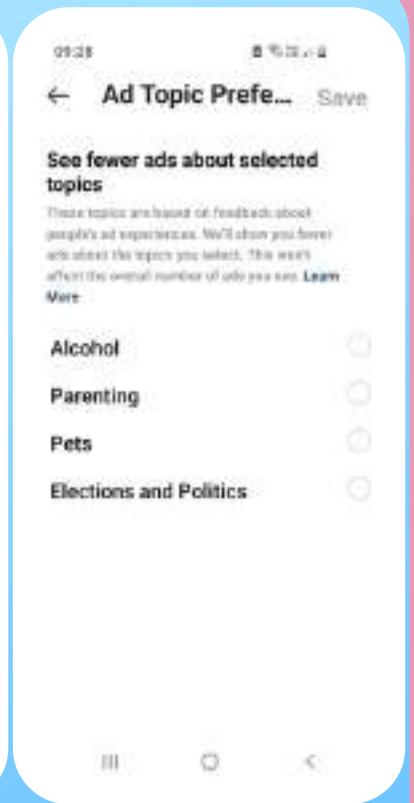 09:28
Ad Topic Prefe... Save
See fewer ads about selected
topics
These topics are based on feedback about
people's ad experiences. We'll show you fewer
ads about the topics you select. This won't
affect the overall number of ads you see. Learn
More
Alcohol
Parenting
Pets
Elections and Politics